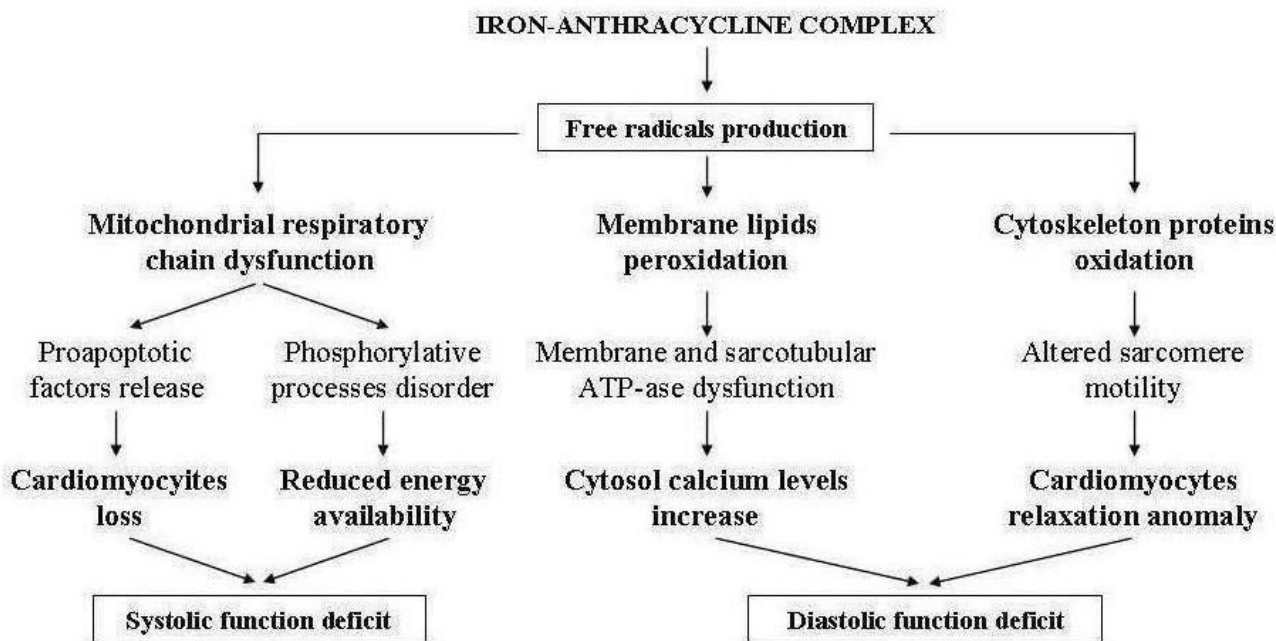 IRON-ANTHRACYCLINE COMPLEX
Free radicals production
Mitochondrial respiratory
chain dysfunction
Membrane lipids
peroxidation
Cytoskeleton proteins
oxidation
Proapoptotic
factors release
Phosphorylative
processes disorder
Membrane and sarcotubular
ATP-ase dysfunction
Altered sarcomere
motility
Cardiomyocyites
loss
Reduced energy
availability
Cytosol calcium levels
increase
Cardiomyocytes
relaxation anomaly
Systolic function deficit
Diastolic function deficit